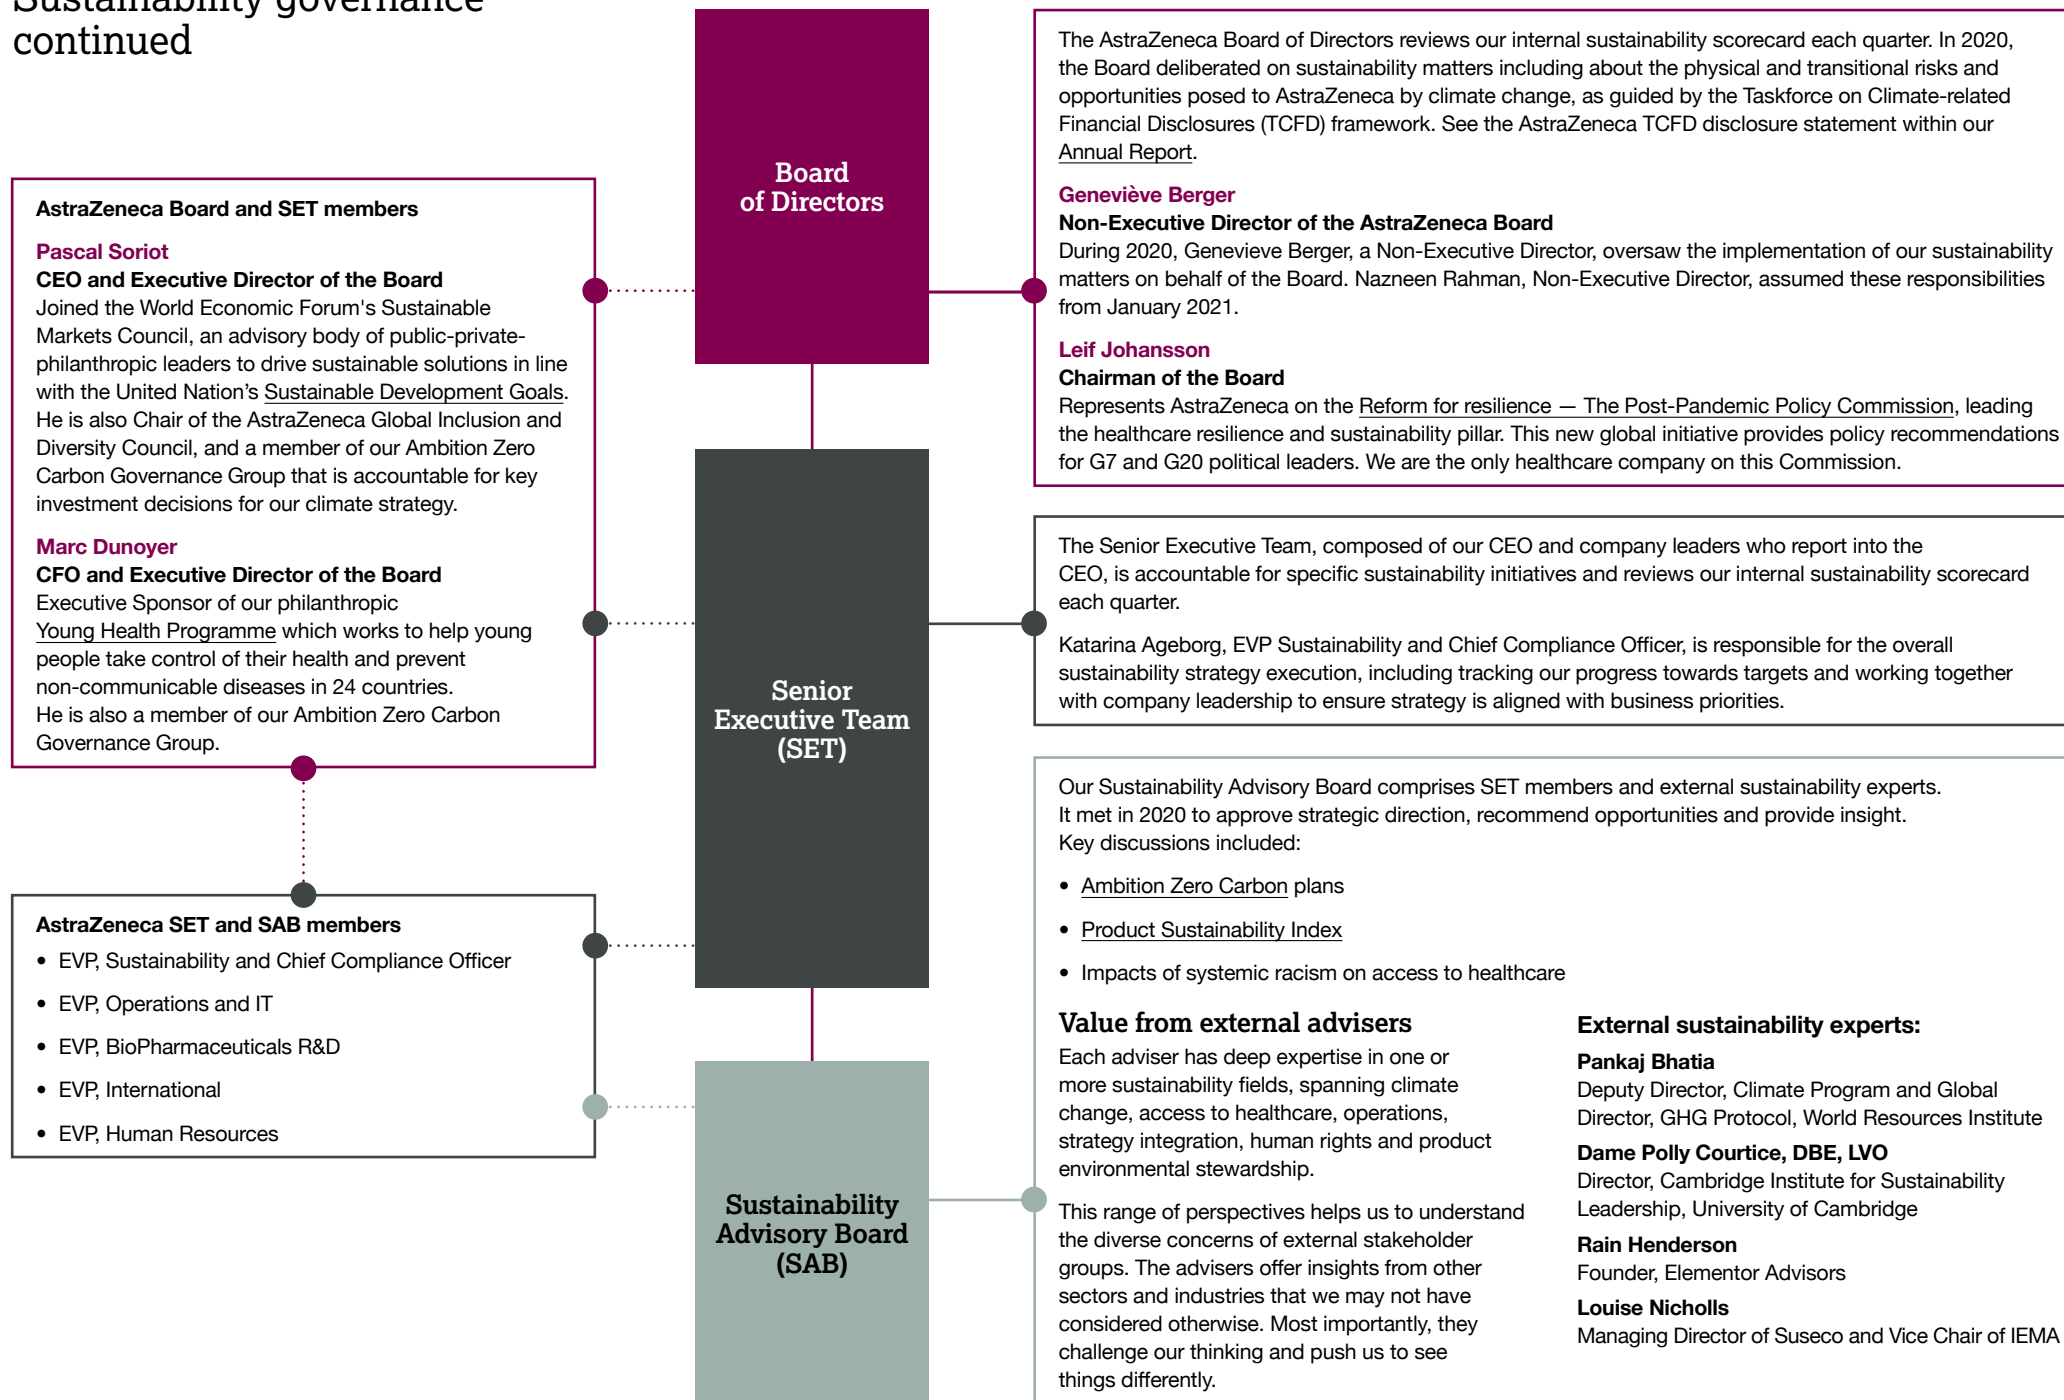 Sustainability governance
continued
AstraZeneca Board and SET members
Pascal Soriot
CEO and Executive Director of the Board
Joined the World Economic Forum's Sustainable
Markets Council, an advisory body of public-private-
philanthropic leaders to drive sustainable solutions in line
with the United Nation’s Sustainable Development Goals.
He is also Chair of the AstraZeneca Global Inclusion and
Diversity Council, and a member of our Ambition Zero
Carbon Governance Group that is accountable for key
investment decisions for our climate strategy.
Marc Dunoyer
CFO and Executive Director of the Board
Executive Sponsor of our philanthropic
Young Health Programme which works to help young
people take control of their health and prevent
non-communicable diseases in 24 countries.
He is also a member of our Ambition Zero Carbon
Governance Group.
AstraZeneca SET and SAB members
• EVP, Sustainability and Chief Compliance Officer
• EVP, Operations and IT
• EVP, BioPharmaceuticals R&D
• EVP, International
• EVP, Human Resources
Board
of Directors
Senior
Executive Team
(SET)
Sustainability
Advisory Board
(SAB)
The AstraZeneca Board of Directors reviews our internal sustainability scorecard each quarter. In 2020,
the Board deliberated on sustainability matters including about the physical and transitional risks and
opportunities posed to AstraZeneca by climate change, as guided by the Taskforce on Climate-related
Financial Disclosures (TCFD) framework. See the AstraZeneca TCFD disclosure statement within our
Annual Report.
Geneviève Berger
Non-Executive Director of the AstraZeneca Board
During 2020, Genevieve Berger, a Non-Executive Director, oversaw the implementation of our sustainability
matters on behalf of the Board. Nazneen Rahman, Non-Executive Director, assumed these responsibilities
from January 2021.
Leif Johansson
Chairman of the Board
Represents AstraZeneca on the Reform for resilience — The Post-Pandemic Policy Commission, leading
the healthcare resilience and sustainability pillar. This new global initiative provides policy recommendations
for G7 and G20 political leaders. We are the only healthcare company on this Commission.
The Senior Executive Team, composed of our CEO and company leaders who report into the
CEO, is accountable for specific sustainability initiatives and reviews our internal sustainability scorecard
each quarter.
Katarina Ageborg, EVP Sustainability and Chief Compliance Officer, is responsible for the overall
sustainability strategy execution, including tracking our progress towards targets and working together
with company leadership to ensure strategy is aligned with business priorities.
Our Sustainability Advisory Board comprises SET members and external sustainability experts.
It met in 2020 to approve strategic direction, recommend opportunities and provide insight.
Key discussions included:
• Ambition Zero Carbon plans
• Product Sustainability Index
• Impacts of systemic racism on access to healthcare
Value from external advisers
Each adviser has deep expertise in one or
more sustainability fields, spanning climate
change, access to healthcare, operations,
strategy integration, human rights and product
environmental stewardship.
This range of perspectives helps us to understand
the diverse concerns of external stakeholder
groups. The advisers offer insights from other
sectors and industries that we may not have
considered otherwise. Most importantly, they
challenge our thinking and push us to see
things differently.
External sustainability experts:
Pankaj Bhatia
Deputy Director, Climate Program and Global
Director, GHG Protocol, World Resources Institute
Dame Polly Courtice, DBE, LVO
Director, Cambridge Institute for Sustainability
Leadership, University of Cambridge
Rain Henderson
Founder, Elementor Advisors
Louise Nicholls
Managing Director of Suseco and Vice Chair of IEMA